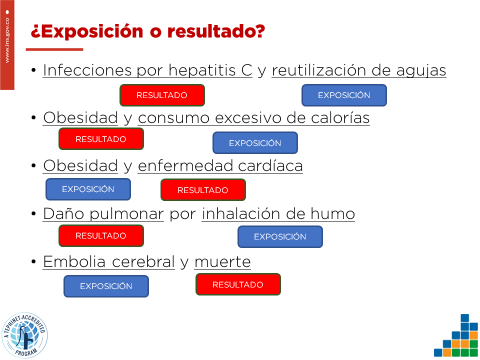 www.ins.gov.co
¿Exposición o resultado?
• Infecciones por hepatitis C y reutilización de agujas
RESULTADO EXPOSICIÓN
• Obesidad y consumo excesivo de calorías
RESULTADO EXPOSICIÓN
• Obesidad y enfermedad cardíaca
EXPOSICIÓN RESULTADO
• Daño pulmonar por inhalación de humo
RESULTADO EXPOSICIÓN
• Embolia cerebral y muerte
EXPOSICIÓN RESULTADO
A TEPHINET ACCREDITED
PROGRAM